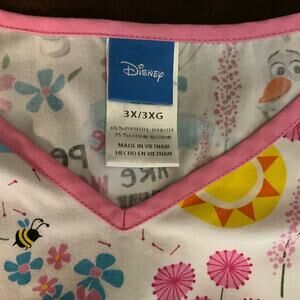 Disney
3X/3XG
65% POLYESTER/POLIESTER
35% COTTON/ALGODON
MADE IN VIETNAM
HECHO EN VIETNAM